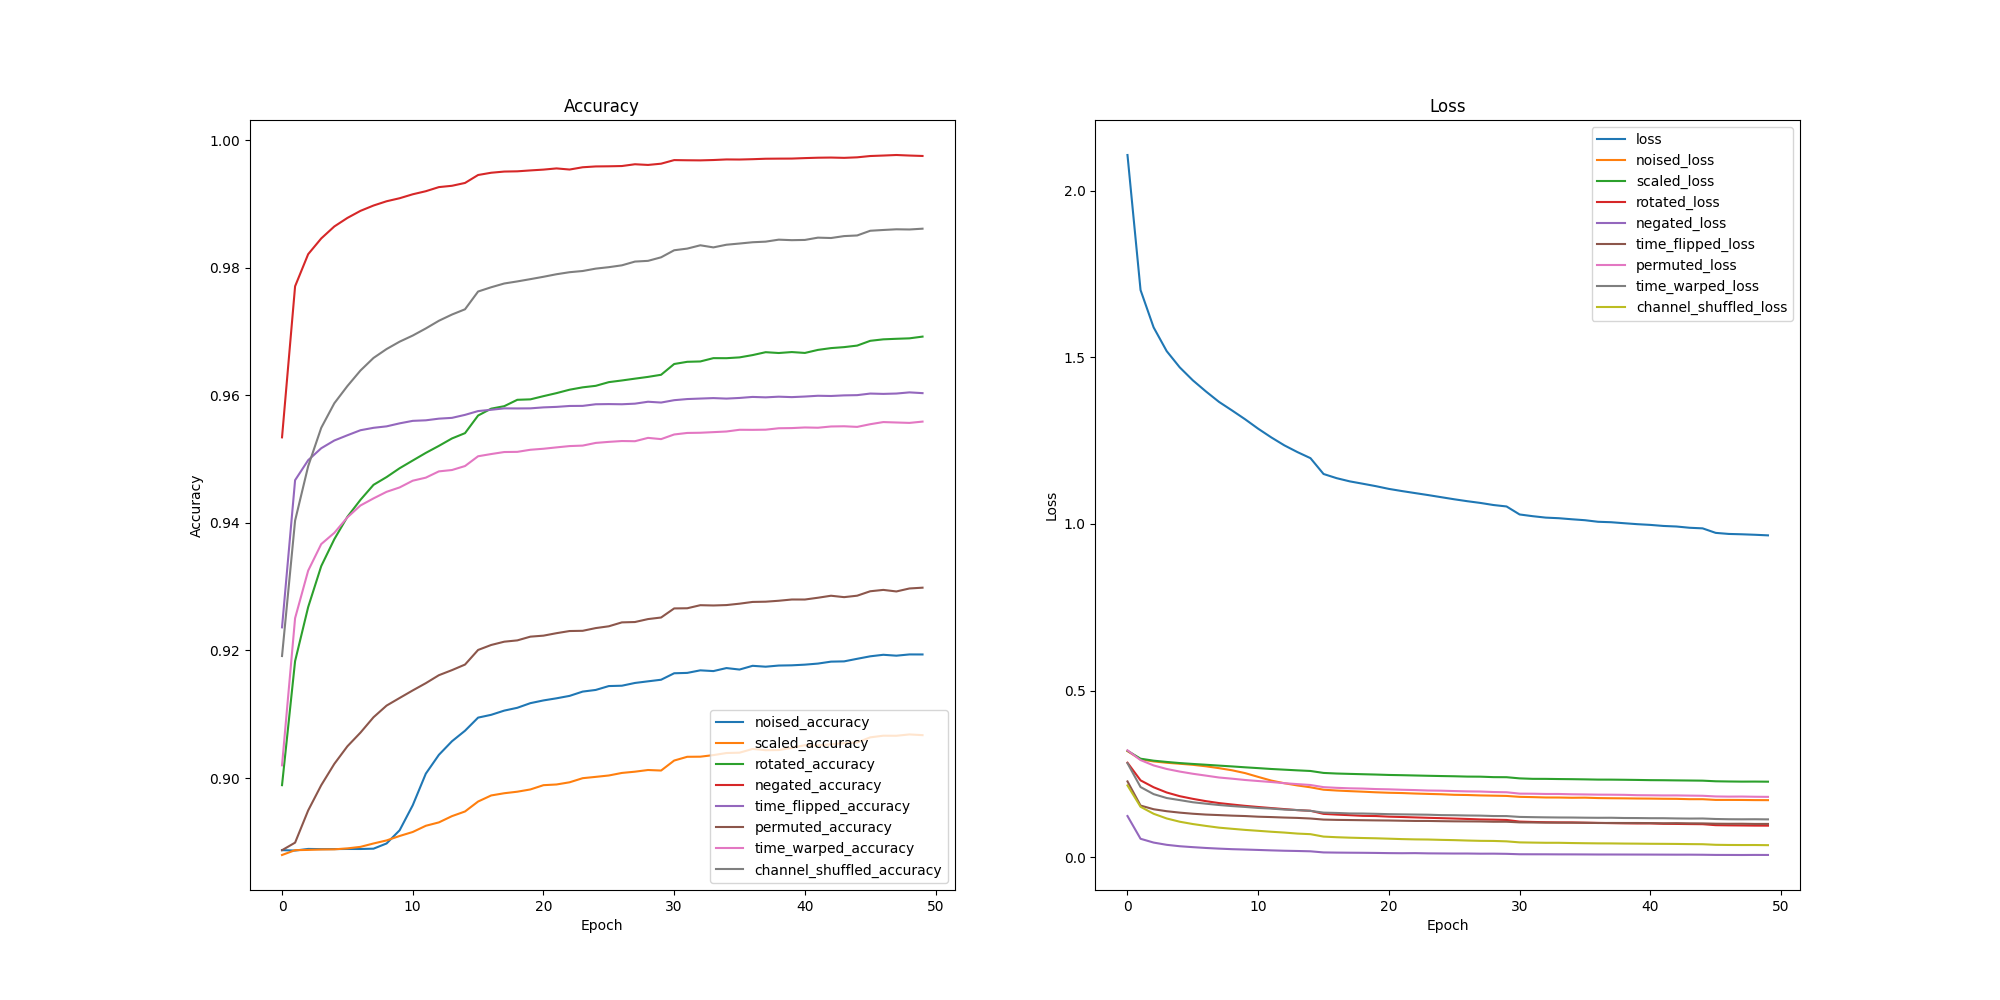 Accuracy
1.00
0.98
0.96
0.94
0.92
0.90
Accuracy
0
10
20
30
40
50
Epoch
noised_accuracy
scaled_accuracy
rotated_accuracy
negated_accuracy
time_flipped_accuracy
permuted_accuracy
time_warped_accuracy
channel_shuffled_accuracy
Loss
2.0
1.5
1.0
0.5
0.0
Loss
0
10
20
30
40
50
Epoch
loss
noised_loss
scaled_loss
rotated_loss
negated_loss
time_flipped_loss
permuted_loss
time_warped_loss
channel_shuffled_loss